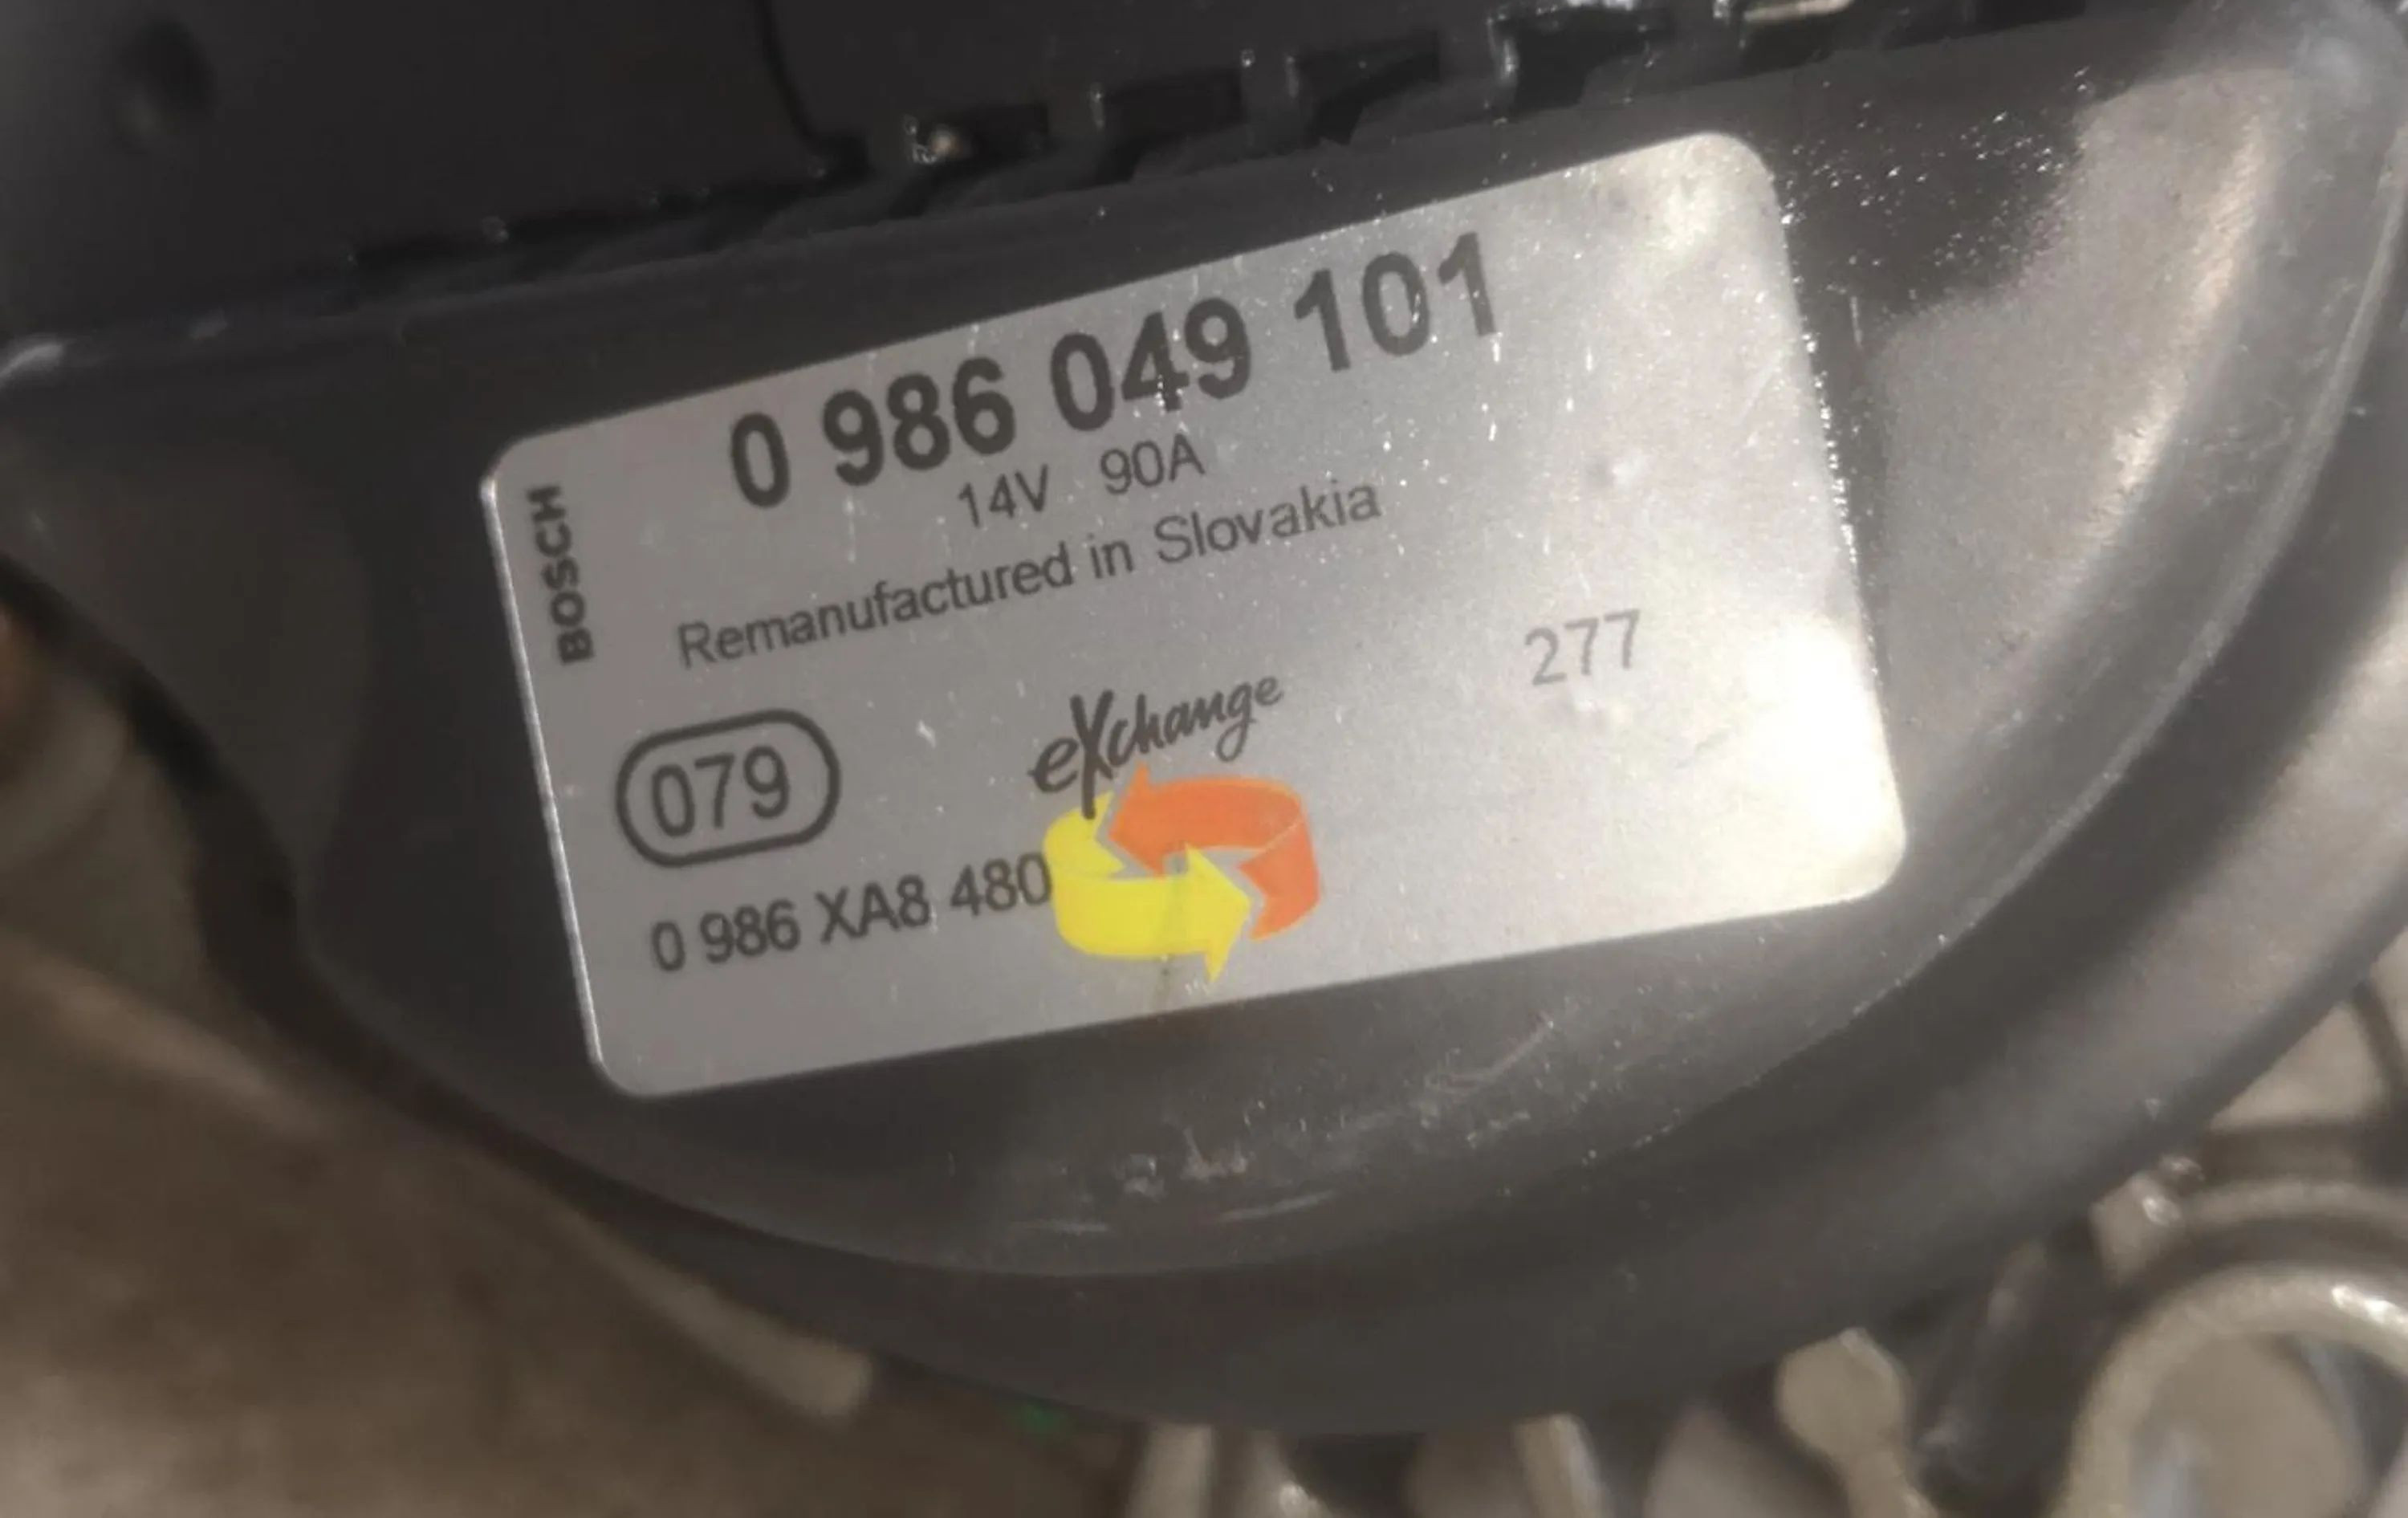 BOSCH
0 986 049 101
14V 90A
Remanufactured in Slovakia
eXchange
277
079
0 986 XA8 480